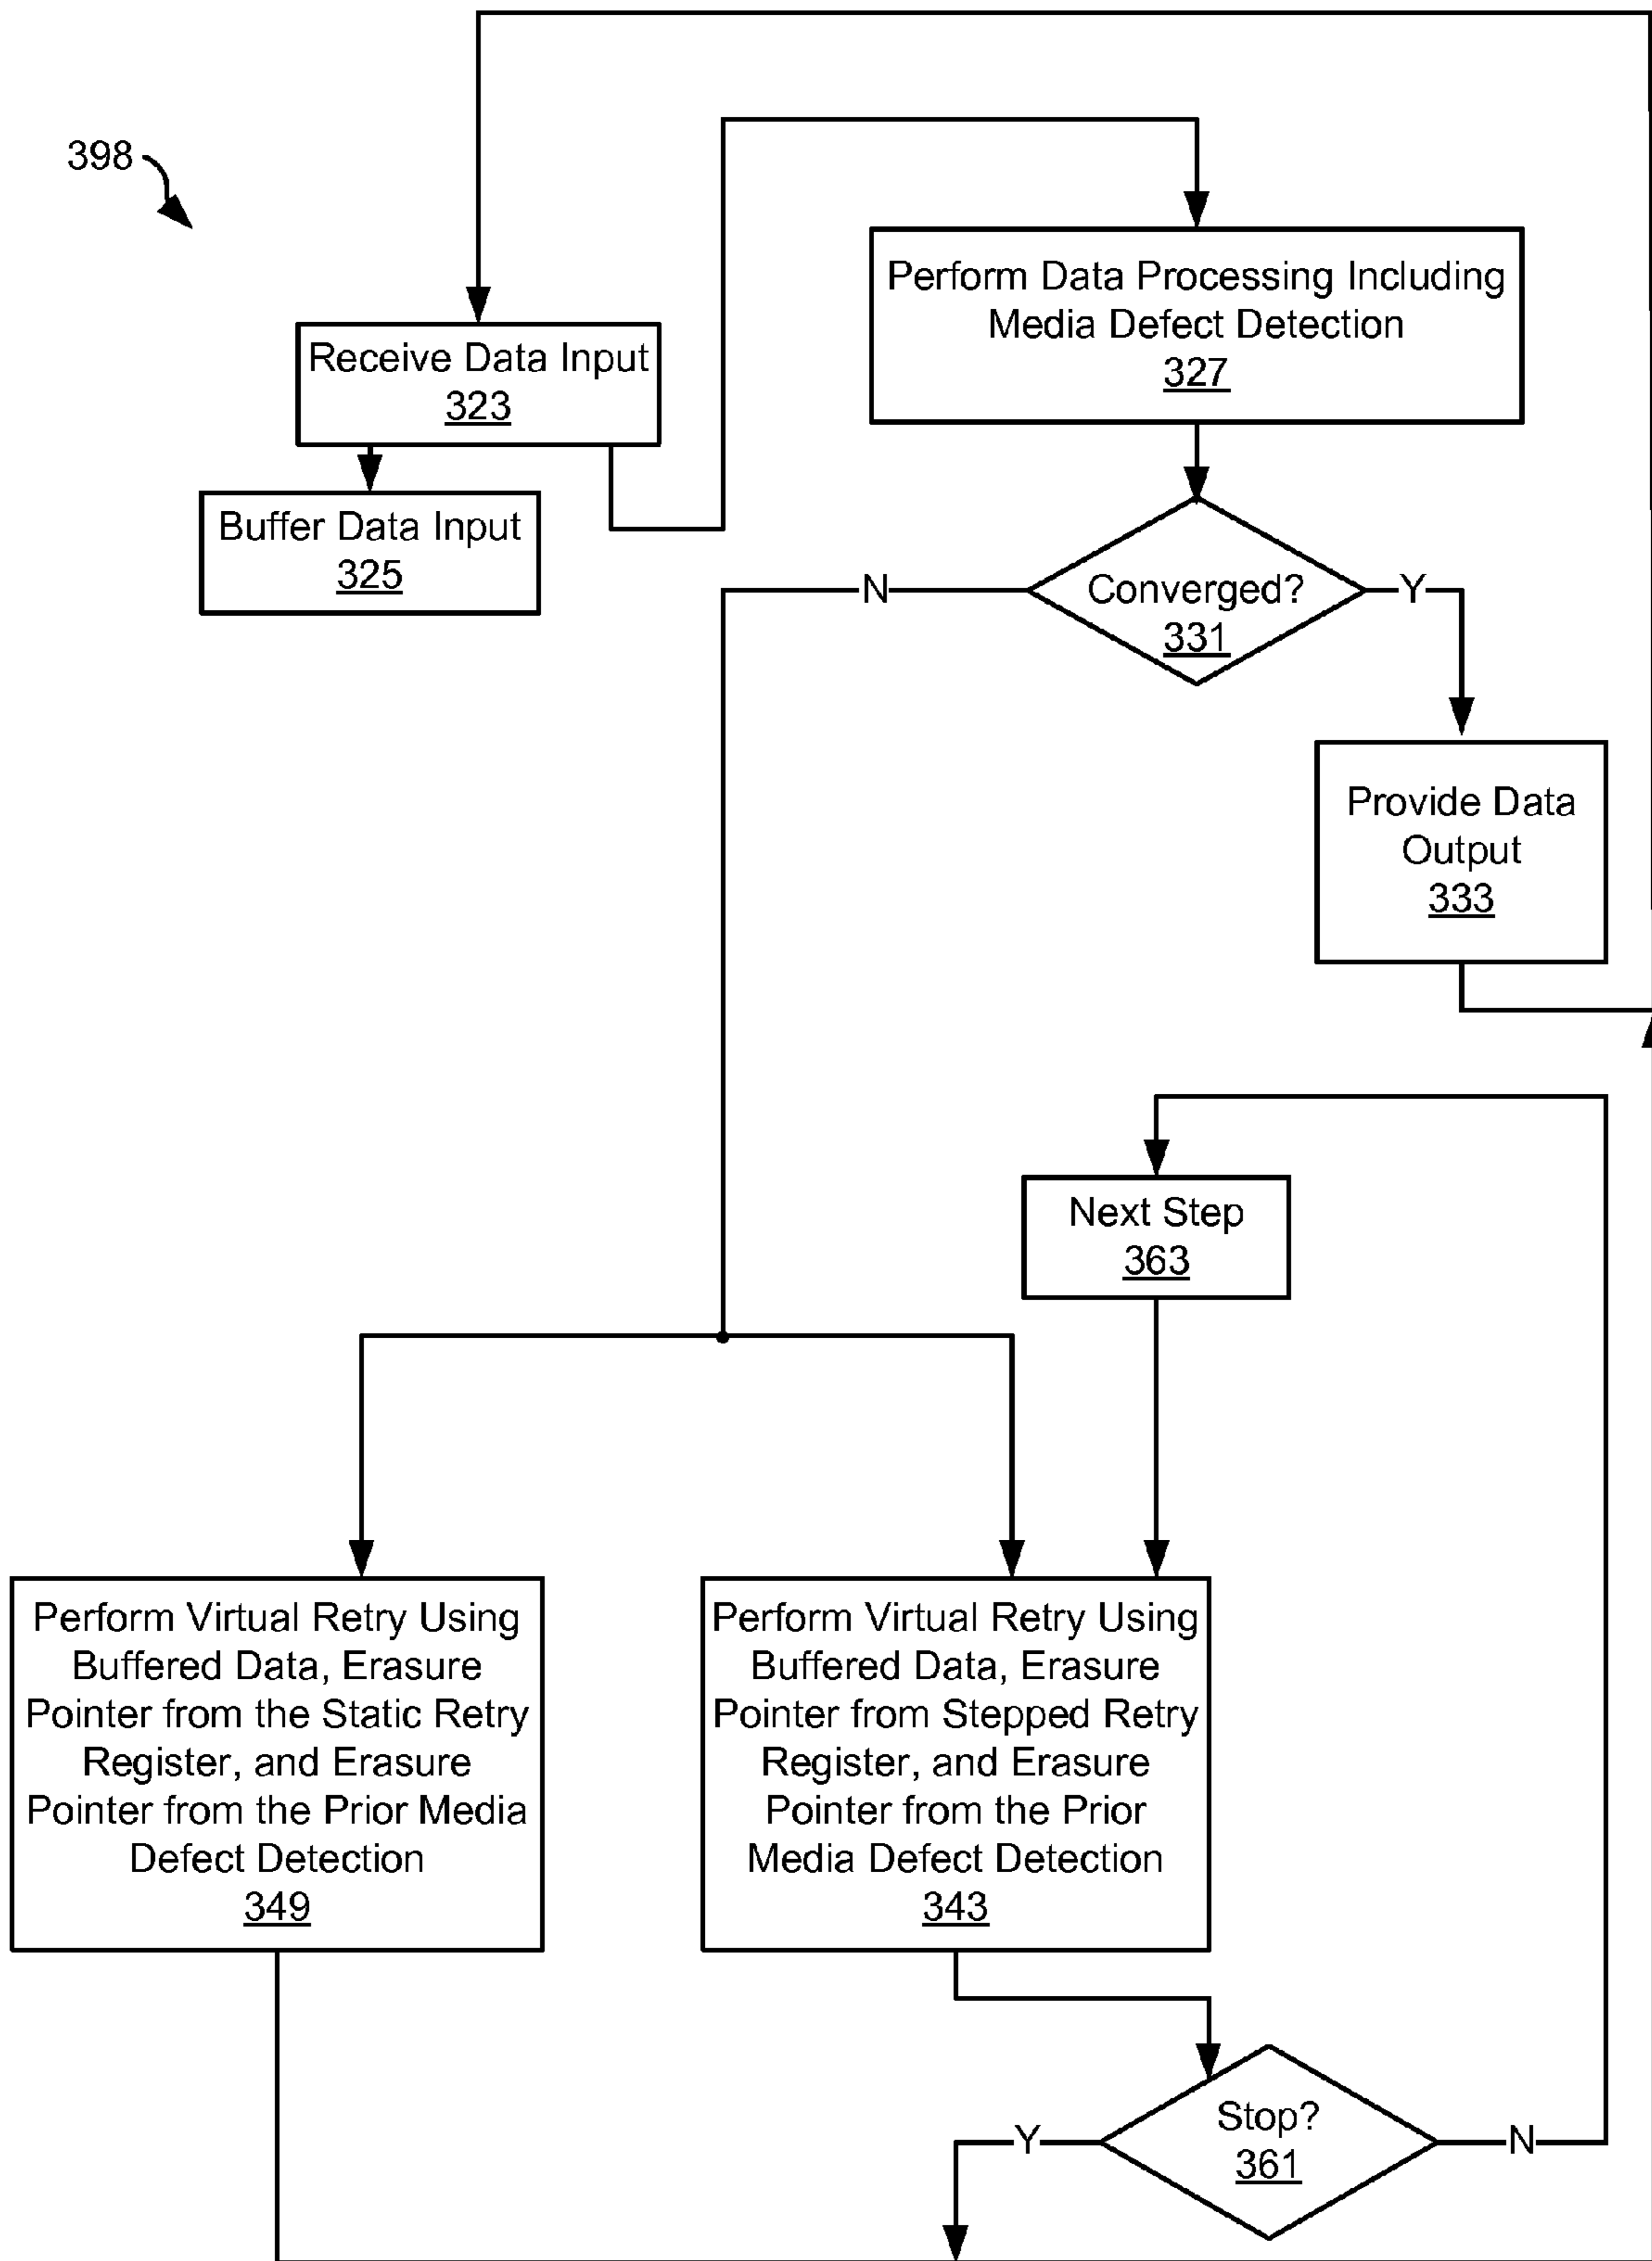 398
Perform Data Processing Including
Media Defect Detection
327
Receive Data Input
323
Buffer Data Input
325
N
Converged?
331
Y
Provide Data
Output
333
Next Step
363
Perform Virtual Retry Using
Buffered Data, Erasure
Pointer from the Static Retry
Register, and Erasure
Pointer from the Prior Media
Defect Detection
349
Perform Virtual Retry Using
Buffered Data, Erasure
Pointer from Stepped Retry
Register, and Erasure
Pointer from the Prior
Media Defect Detection
343
Y
Stop?
361
N